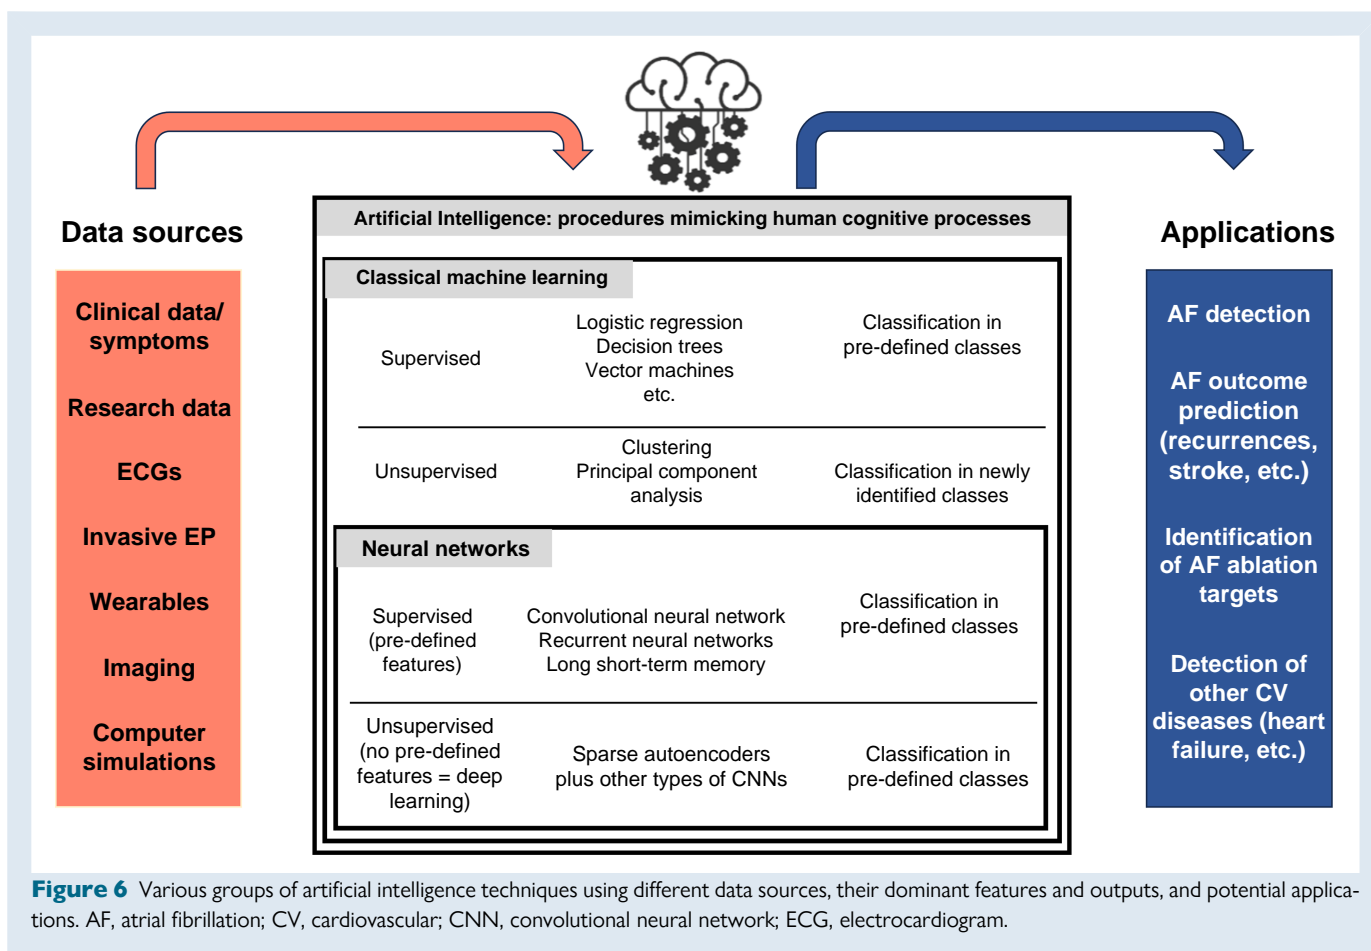 Data sources
Clinical data/
symptoms
Research data
ECGs
Invasive EP
Wearables
Imaging
Computer
simulations
Artificial Intelligence: procedures mimicking human cognitive processes
Classical machine learning
Supervised
Logistic regression
Decision trees
Vector machines
etc.
Classification in
pre-defined classes
Unsupervised
Clustering
Principal component
analysis
Classification in newly
identified classes
Neural networks
Supervised
(pre-defined
features)
Convolutional neural network
Recurrent neural networks
Long short-term memory
Classification in
pre-defined classes
Unsupervised
(no pre-defined
features = deep
learning)
Sparse autoencoders
plus other types of CNNs
Classification in
pre-defined classes
Applications
AF detection
AF outcome
prediction
(recurrences,
stroke, etc.)
Identification
of AF ablation
targets
Detection of
other CV
diseases (heart
failure, etc.)
Figure 6 Various groups of artificial intelligence techniques using different data sources, their dominant features and outputs, and potential applica-
tions. AF, atrial fibrillation; CV, cardiovascular; CNN, convolutional neural network; ECG, electrocardiogram.